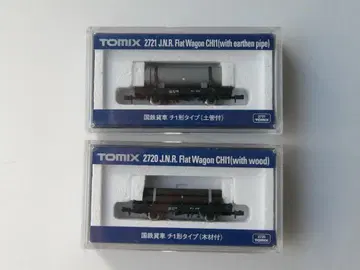 TOMIX 2721 J.N.R. Flat Wagon CHI1(with earthen pipe)
国鉄貨車 チ1形タイプ(土管付)
2721
TOMIX 2720 J.N.R. Flat Wagon CHI1(with wood)
国鉄貨車 チ1形タイプ(木材付)
2720